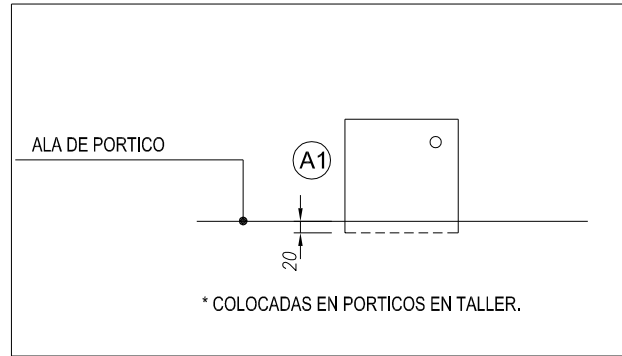 ALA DE PORTICO
A1
20
* COLOCADAS EN PORTICOS EN TALLER.